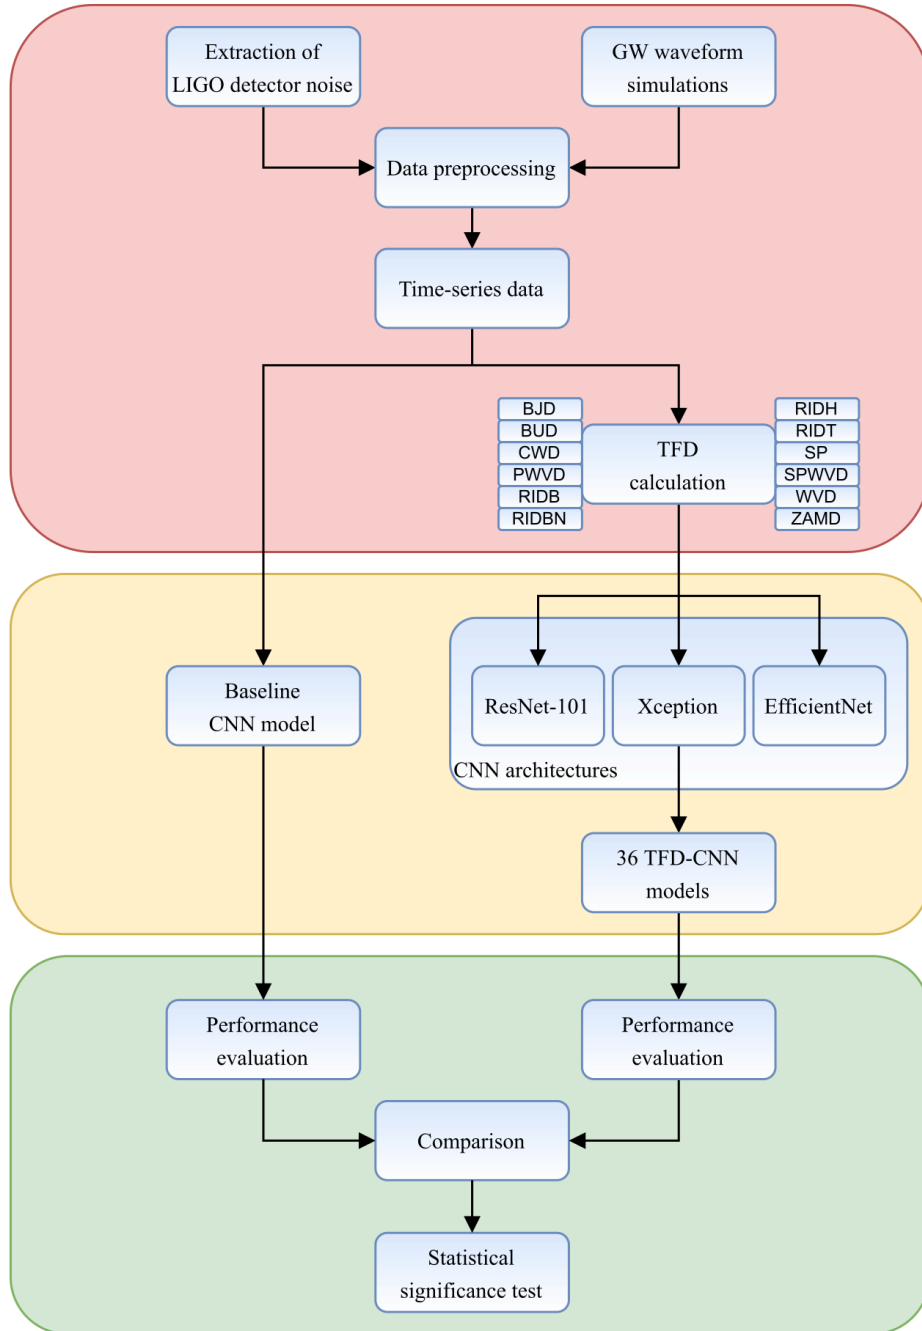 Extraction of
LIGO detector noise
GW waveform
simulations
Data preprocessing
Time-series data
BJD
BUD
CWD
PWVD
RIDB
RIDBN
TFD
calculation
RIDH
RIDT
SP
SPWVD
WVD
ZAMD
Baseline
CNN model
ResNet-101
Xception
EfficientNet
CNN architectures
36 TFD-CNN
models
Performance
evaluation
Performance
evaluation
Comparison
Statistical
significance test